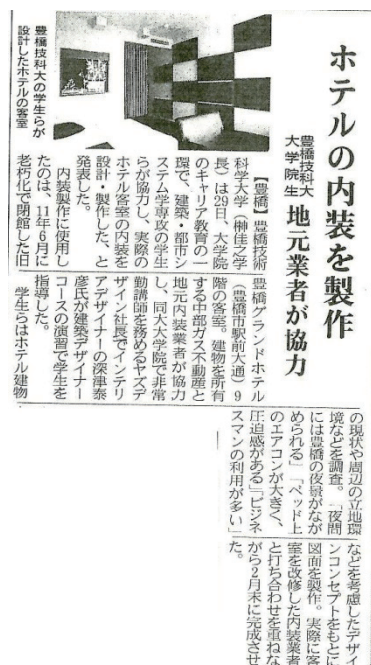 ホテルの内装を製作
豊橋技科大
大学院生
地元業者が協力
豊橋技科大の学生らが
設計したホテルの客室
【豊橋】豊橋技術
科学大学(榊佳之学
長)は29日、大学院
のキャリア教育の一
環で、建築・都市シ
ステム学専攻の学生
らが協力し、実際の
ホテル客室の内装を
設計・製作した、と
発表した。
内装製作に使用し
たのは、11年6月に
老朽化で閉館した旧
豊橋グランドホテル
(豊橋市駅前大通)9
階の客室。建物を所有
する中部ガス不動産と
地元内装業者が協力
し、同大大学院で非常
勤講師を務めるヤズデ
ザイン社長でインテリ
アデザイナーの深津泰
彦氏が建築デザイナー
コースの演習で学生を
指導した。
学生らはホテル建物
の現状や周辺の立地環
境などを調査。「夜間
には豊橋の夜景がなが
められる」「ベッド上
のエアコンが大きく、
圧迫感がある」「ビジネ
スマンの利用が多い」
などを考慮したデザイ
ンコンセプトをもとに
図面を製作。実際に客
室を改修した内装業者
と打ち合わせを重ねな
がら2月末に完成させ
た。